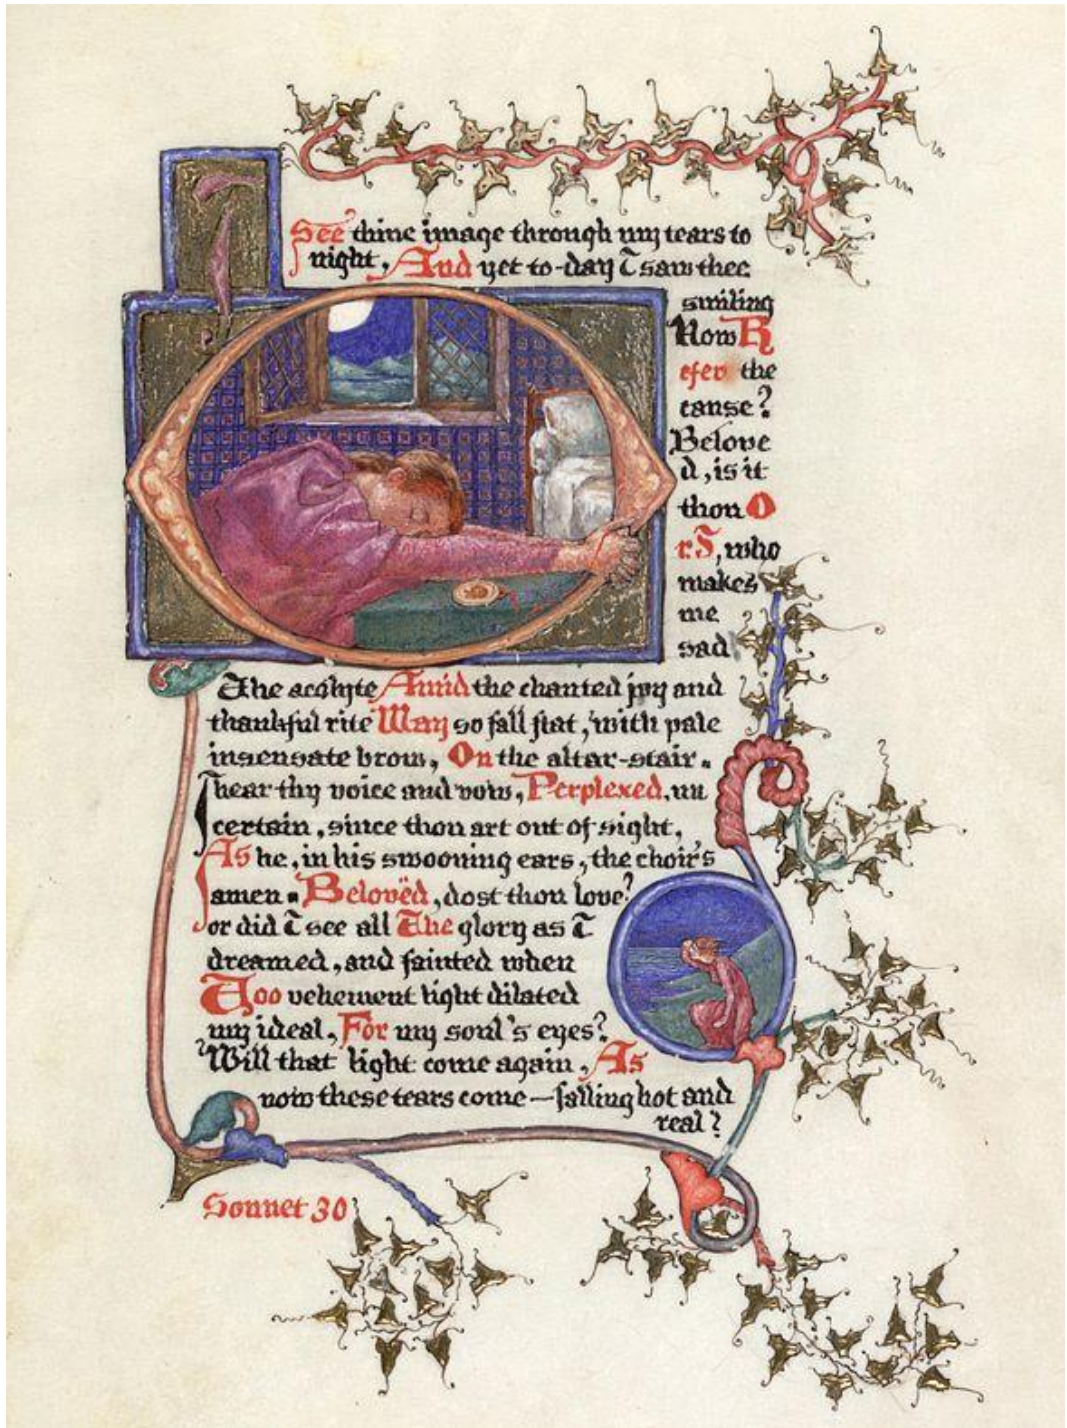 I See thine image through my tears to
night, And yet to-day I saw thee
smiling
How R
efer the
cause?
Belove
d, is it
thou O
r I, who
makes
me
sad
The acolyte Amid the chanted joy and
thankful rite May so fall flat, with pale
insensate brow, On the altar-stair.
I hear thy voice and vow, Perplexed, un
certain, since thou art out of sight,
As he, in his swooning ears, the choir's
amen. Belovëd, dost thou love?
or did I see all The glory as I
dreamed, and fainted when
Too vehement light dilated
my ideal, For my soul's eyes?
Will that light come again, As
now these tears come—falling hot and
real?
Sonnet 30